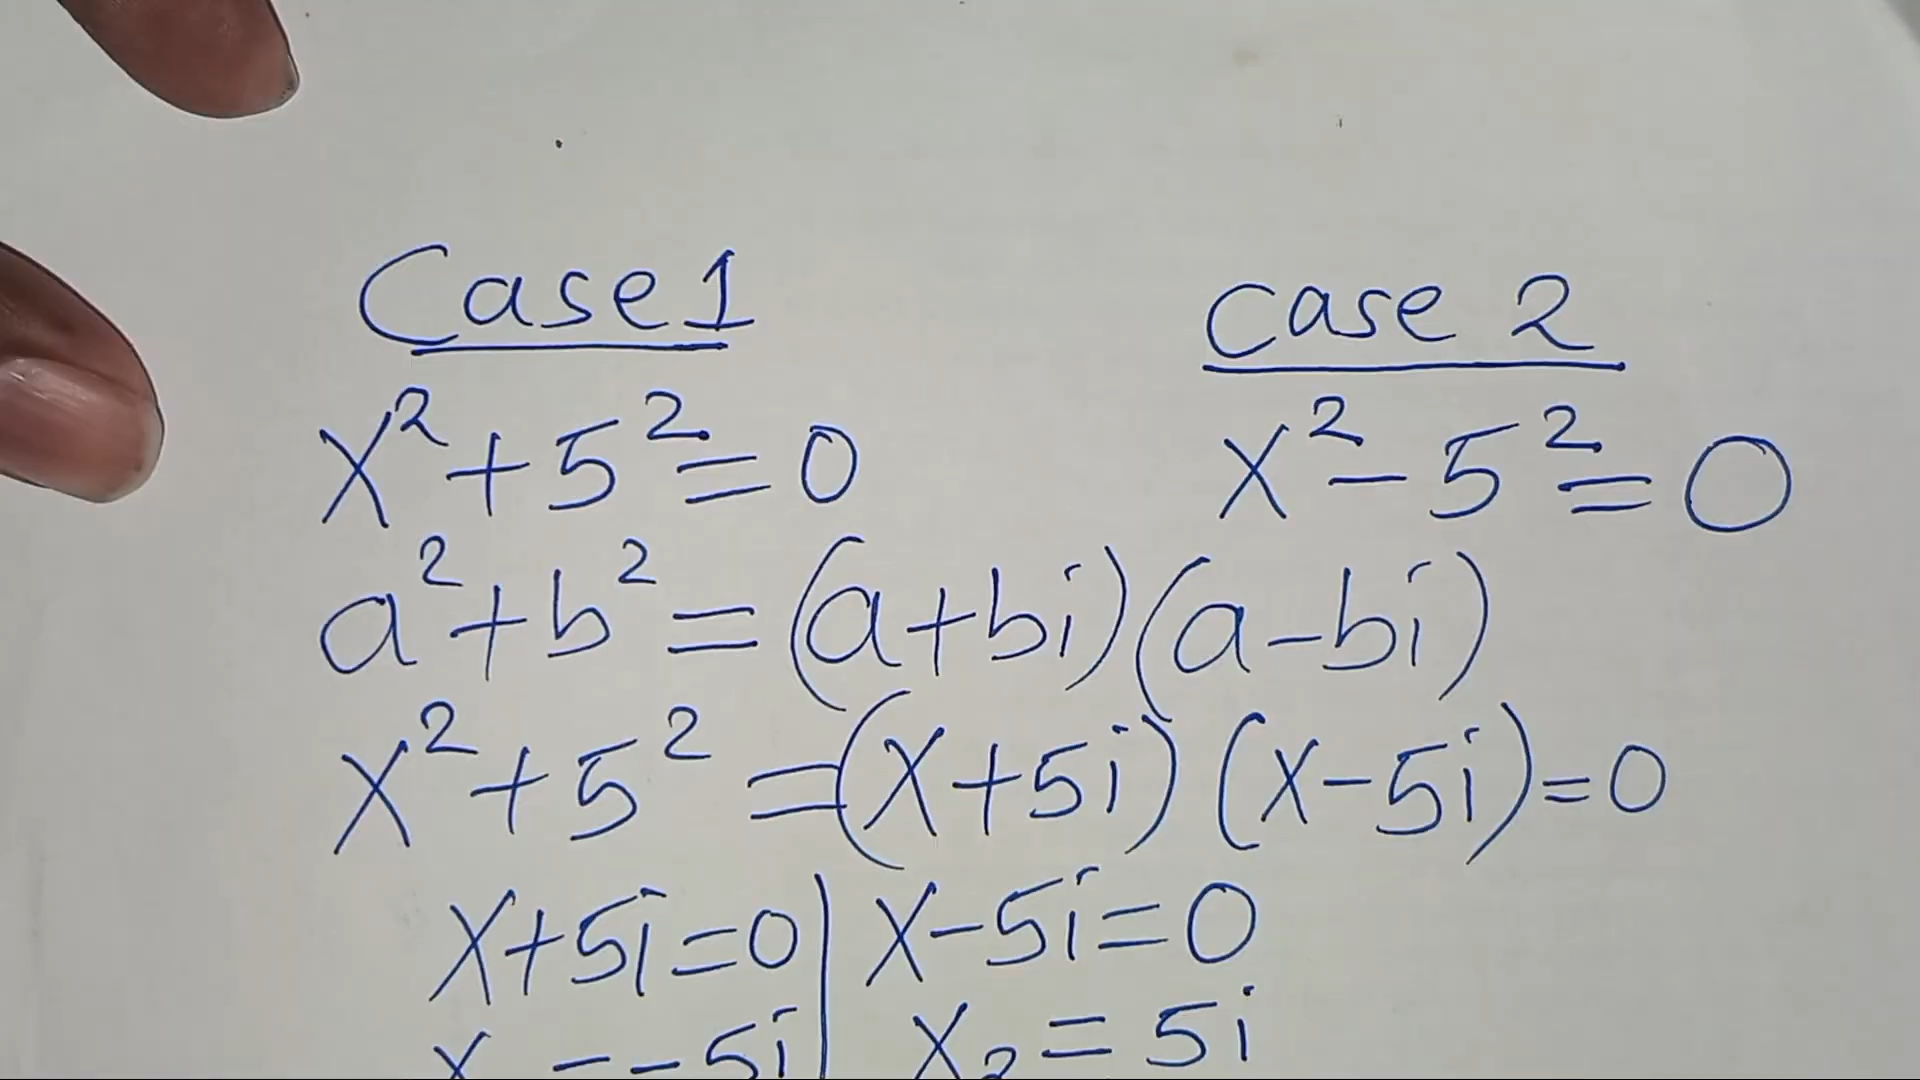 Case 1
Case 2
x² + 5² = 0
x² - 5² = 0
a² + b² = (a+bi)(a-bi)
x² + 5² = (x+5i)(x-5i)=0
x+5i=0 | x-5i=0
x = -5i | x₂ = 5i